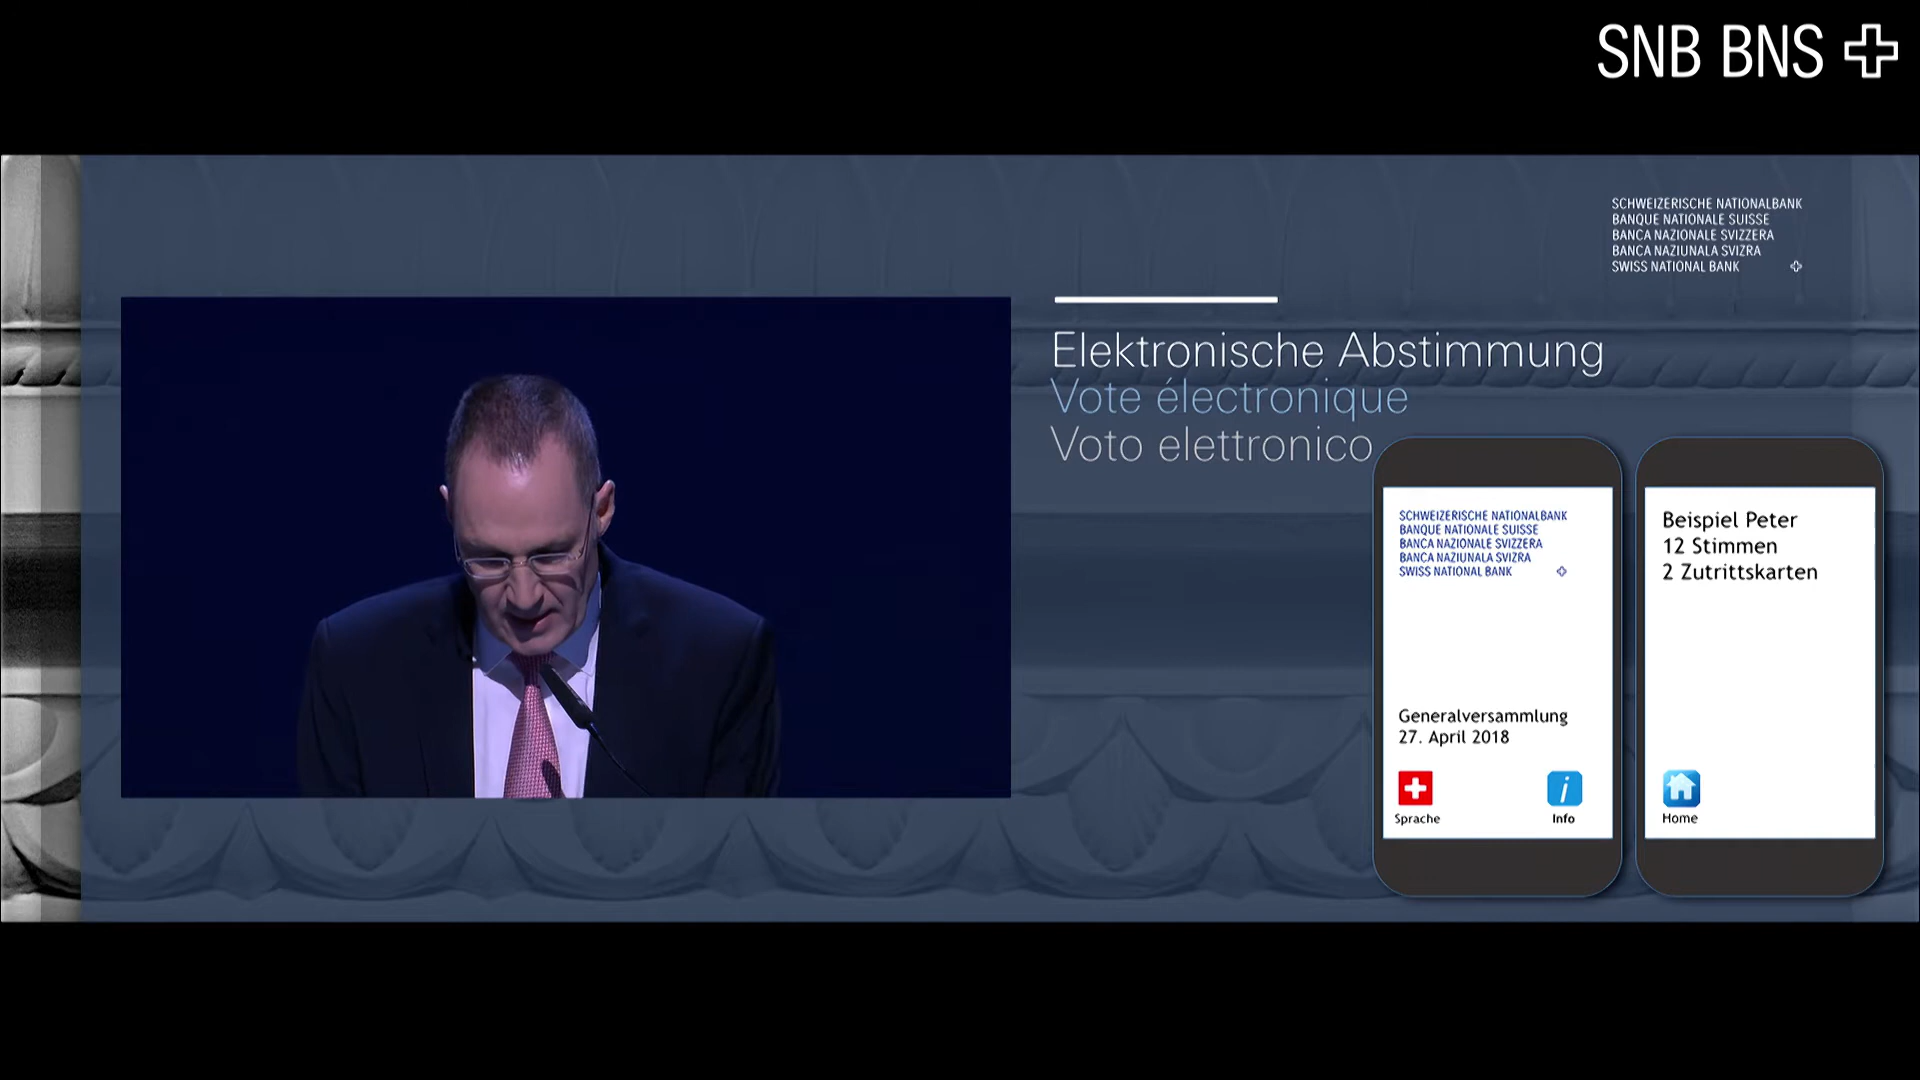 SNB BNS
SCHWEIZERISCHE NATIONALBANK
BANQUE NATIONALE SUISSE
BANCA NAZIONALE SVIZZERA
BANCA NAZIUNALA SVIZRA
SWISS NATIONAL BANK
Elektronische Abstimmung
Vote électronique
Voto elettronico
SCHWEIZERISCHE NATIONALBANK
BANQUE NATIONALE SUISSE
BANCA NAZIONALE SVIZZERA
BANCA NAZIUNALA SVIZRA
SWISS NATIONAL BANK
Generalversammlung
27. April 2018
Sprache
Info
Beispiel Peter
12 Stimmen
2 Zutrittskarten
Home